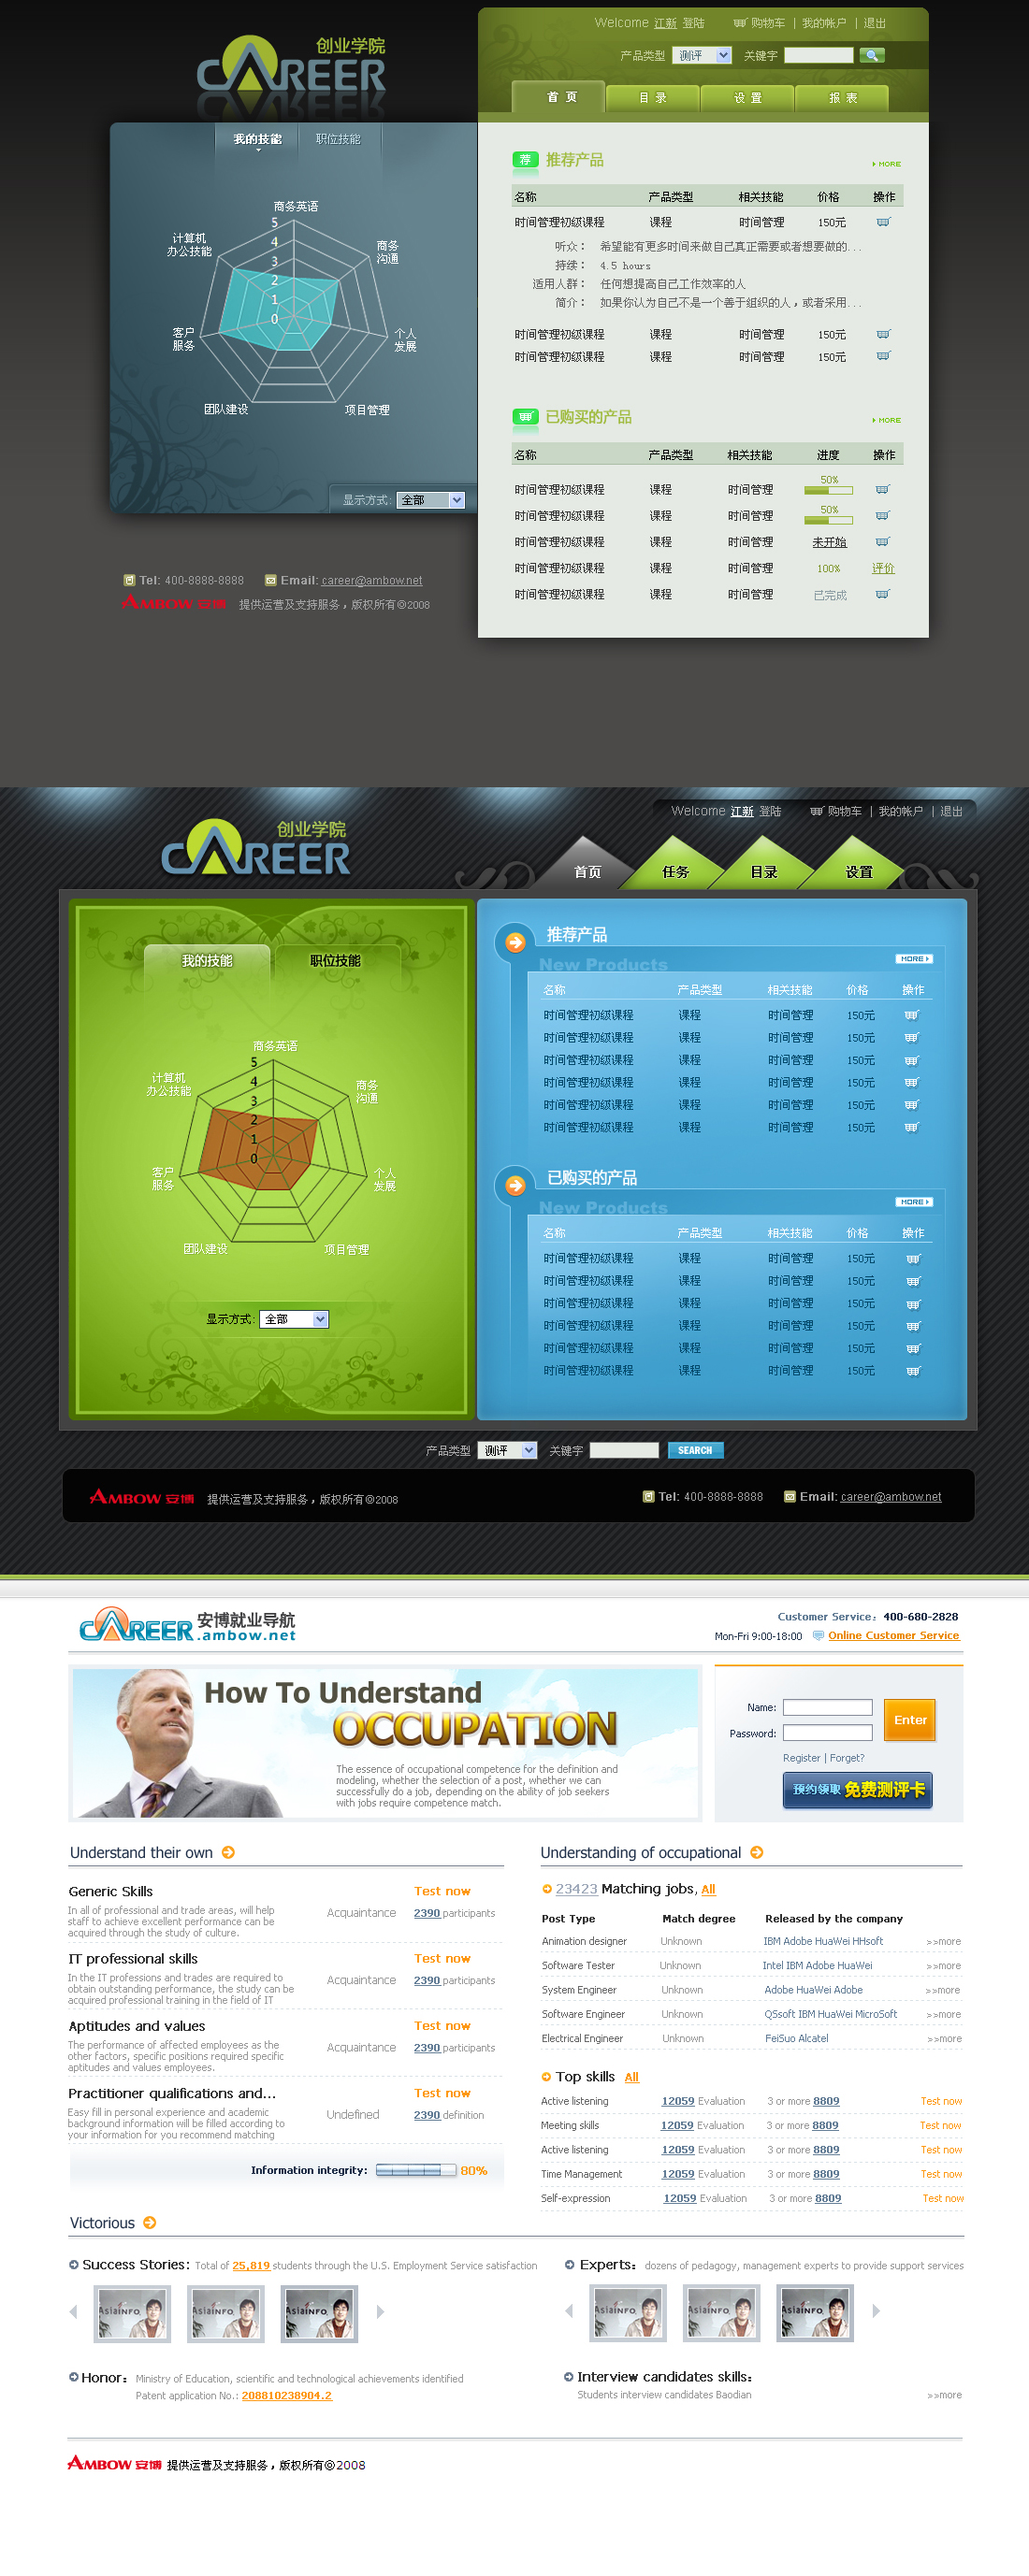 Welcome 江新 登陆 购物车 | 我的帐户 | 退出
创业学院
CAREER
产品类型 测评 关键字
首 页 目 录 设 置 报 表
我的技能 职位技能
商务英语
5
4
3
2
1
0
计算机
办公技能
商务
沟通
客户
服务
个人
发展
团队建设 项目管理
显示方式: 全部
荐 推荐产品 MORE
名称 产品类型 相关技能 价格 操作
时间管理初级课程 课程 时间管理 150元
听众： 希望能有更多时间来做自己真正需要或者想要做的...
持续： 4.5 hours
适用人群： 任何想提高自己工作效率的人
简介： 如果你认为自己不是一个善于组织的人，或者采用...
时间管理初级课程 课程 时间管理 150元
时间管理初级课程 课程 时间管理 150元
已购买的产品 MORE
名称 产品类型 相关技能 进度 操作
时间管理初级课程 课程 时间管理 50%
时间管理初级课程 课程 时间管理 50%
时间管理初级课程 课程 时间管理 未开始
时间管理初级课程 课程 时间管理 100% 评价
时间管理初级课程 课程 时间管理 已完成
Tel: 400-8888-8888 Email: career@ambow.net
AMBOW 安博 提供运营及支持服务，版权所有©2008
Welcome 江新 登陆 购物车 | 我的帐户 | 退出
创业学院
CAREER
首页 任务 目录 设置
我的技能 职位技能
商务英语
5
4
3
2
1
0
计算机
办公技能
商务
沟通
客户
服务
个人
发展
团队建设 项目管理
显示方式: 全部
推荐产品
New Products MORE
名称 产品类型 相关技能 价格 操作
时间管理初级课程 课程 时间管理 150元
时间管理初级课程 课程 时间管理 150元
时间管理初级课程 课程 时间管理 150元
时间管理初级课程 课程 时间管理 150元
时间管理初级课程 课程 时间管理 150元
时间管理初级课程 课程 时间管理 150元
已购买的产品
New Products MORE
名称 产品类型 相关技能 价格 操作
时间管理初级课程 课程 时间管理 150元
时间管理初级课程 课程 时间管理 150元
时间管理初级课程 课程 时间管理 150元
时间管理初级课程 课程 时间管理 150元
时间管理初级课程 课程 时间管理 150元
时间管理初级课程 课程 时间管理 150元
产品类型 测评 关键字 SEARCH
AMBOW 安博 提供运营及支持服务，版权所有©2008 Tel: 400-8888-8888 Email: career@ambow.net
CAREER 安博就业导航
.ambow.net
Customer Service: 400-680-2828
Mon-Fri 9:00-18:00 Online Customer Service
How To Understand
OCCUPATION
The essence of occupational competence for the definition and
modeling, whether the selection of a post, whether we can
successfully do a job, depending on the ability of job seekers
with jobs require competence match.
Name:
Password:
Enter
Register | Forget?
预约领取 免费测评卡
Understand their own
Generic Skills Test now
In all of professional and trade areas, will help
staff to achieve excellent performance can be
acquired through the study of culture.
Acquaintance 2390 participants
IT professional skills Test now
In the IT professions and trades are required to
obtain outstanding performance, the study can be
acquired professional training in the field of IT
Acquaintance 2390 participants
Aptitudes and values Test now
The performance of affected employees as the
other factors, specific positions required specific
aptitudes and values employees.
Acquaintance 2390 participants
Practitioner qualifications and... Test now
Easy fill in personal experience and academic
background information will be filled according to
your information for you recommend matching
Undefined 2390 definition
Information integrity: 80%
Understanding of occupational
23423 Matching jobs, All
Post Type Match degree Released by the company
Animation designer Unknown IBM Adobe HuaWei HHsoft >>more
Software Tester Unknown Intel IBM Adobe HuaWei >>more
System Engineer Unknown Adobe HuaWei Adobe >>more
Software Engineer Unknown QSsoft IBM HuaWei MicroSoft >>more
Electrical Engineer Unknown FeiSuo Alcatel >>more
Top skills All
Active listening 12059 Evaluation 3 or more 8809 Test now
Meeting skills 12059 Evaluation 3 or more 8809 Test now
Active listening 12059 Evaluation 3 or more 8809 Test now
Time Management 12059 Evaluation 3 or more 8809 Test now
Self-expression 12059 Evaluation 3 or more 8809 Test now
Victorious
Success Stories: Total of 25,819 students through the U.S. Employment Service satisfaction
AsiaINFO AsiaINFO AsiaINFO
Experts: dozens of pedagogy, management experts to provide support services
AsiaINFO AsiaINFO AsiaINFO
Honor: Ministry of Education, scientific and technological achievements identified
Patent application No.: 208810238904.2
Interview candidates skills:
Students interview candidates Baodian >>more
AMBOW 安博 提供运营及支持服务，版权所有©2008